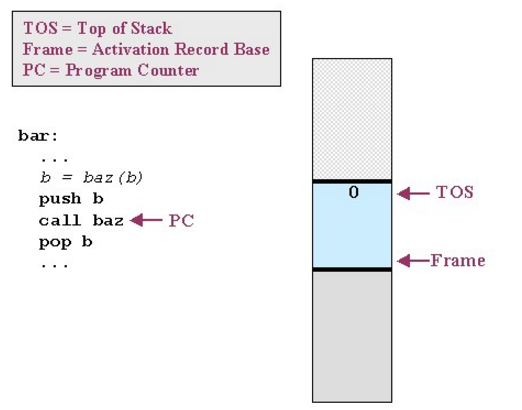 TOS = Top of Stack
Frame = Activation Record Base
PC = Program Counter
bar:
...
b = baz(b)
push b
call baz PC
pop b
...
0
TOS
Frame